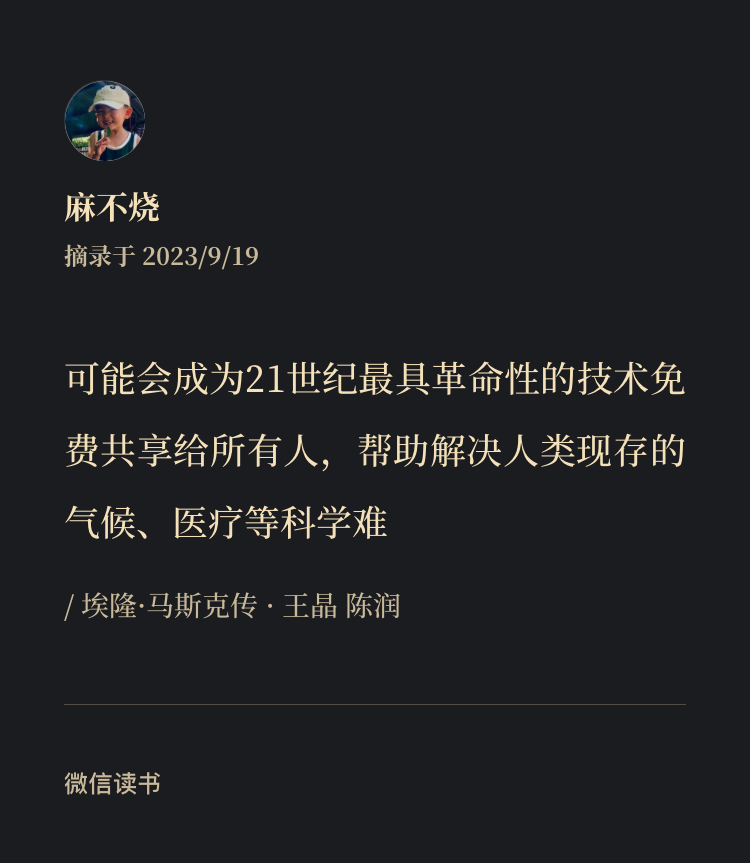 麻不烧
摘录于 2023/9/19
可能会成为21世纪最具革命性的技术免
费共享给所有人，帮助解决人类现存的
气候、医疗等科学难
/ 埃隆·马斯克传 · 王晶 陈润
微信读书